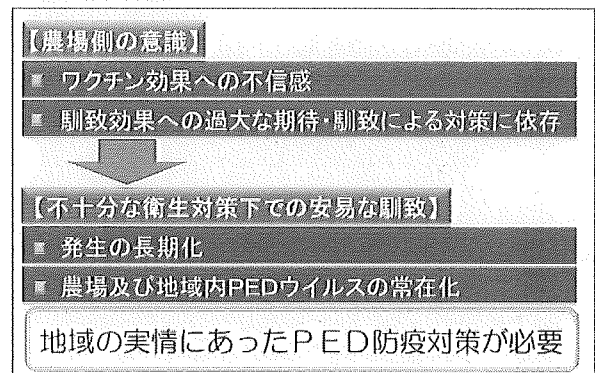 【農場側の意識】
■ ワクチン効果への不信感
■ 馴致効果への過大な期待・馴致による対策に依存
【不十分な衛生対策下での安易な馴致】
■ 発生の長期化
■ 農場及び地域内PEDウイルスの常在化
地域の実情にあったPED防疫対策が必要